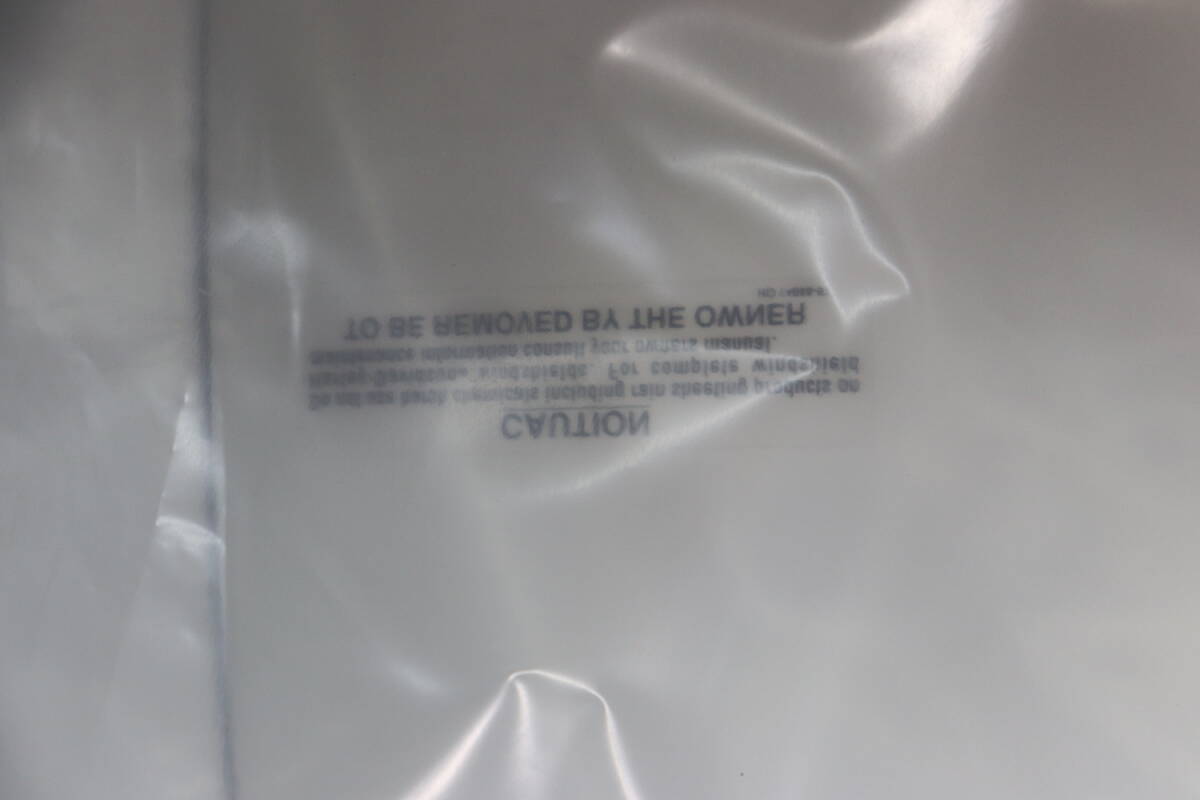 CAUTION
Do not use harsh chemicals including rain sheeting products on
Harley-Davidson® windshields. For complete windshield
maintenance information consult your owners manual.
TO BE REMOVED BY THE OWNER